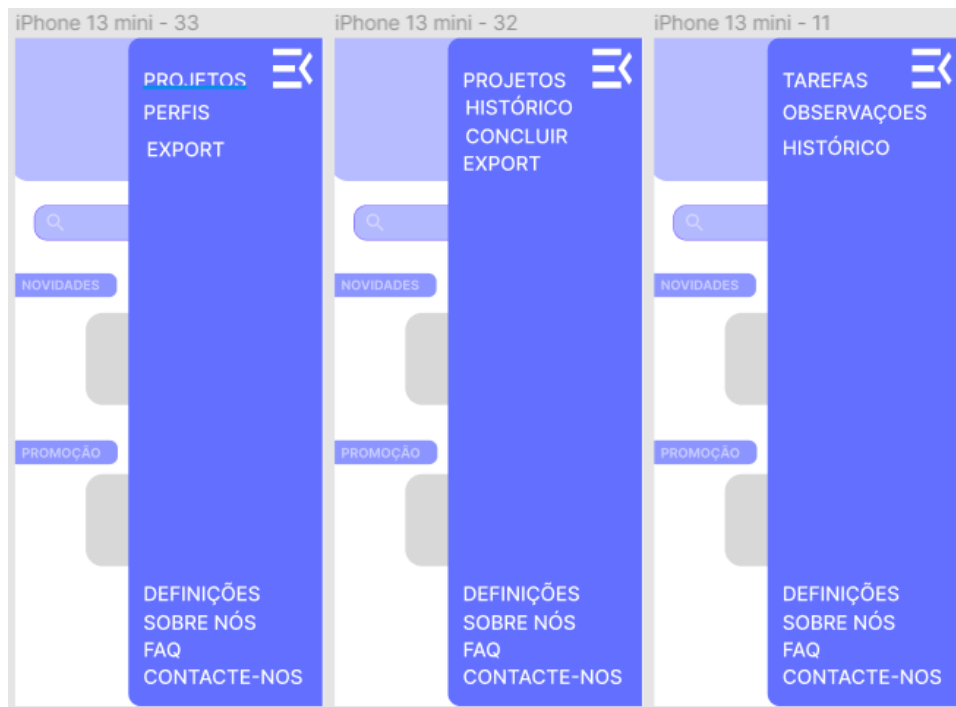 iPhone 13 mini - 33
PROJETOS
PERFIS
EXPORT
NOVIDADES
PROMOÇÃO
DEFINIÇÕES
SOBRE NÓS
FAQ
CONTACTE-NOS
iPhone 13 mini - 32
PROJETOS
HISTÓRICO
CONCLUIR
EXPORT
NOVIDADES
PROMOÇÃO
DEFINIÇÕES
SOBRE NÓS
FAQ
CONTACTE-NOS
iPhone 13 mini - 11
TAREFAS
OBSERVAÇOES
HISTÓRICO
NOVIDADES
PROMOÇÃO
DEFINIÇÕES
SOBRE NÓS
FAQ
CONTACTE-NOS